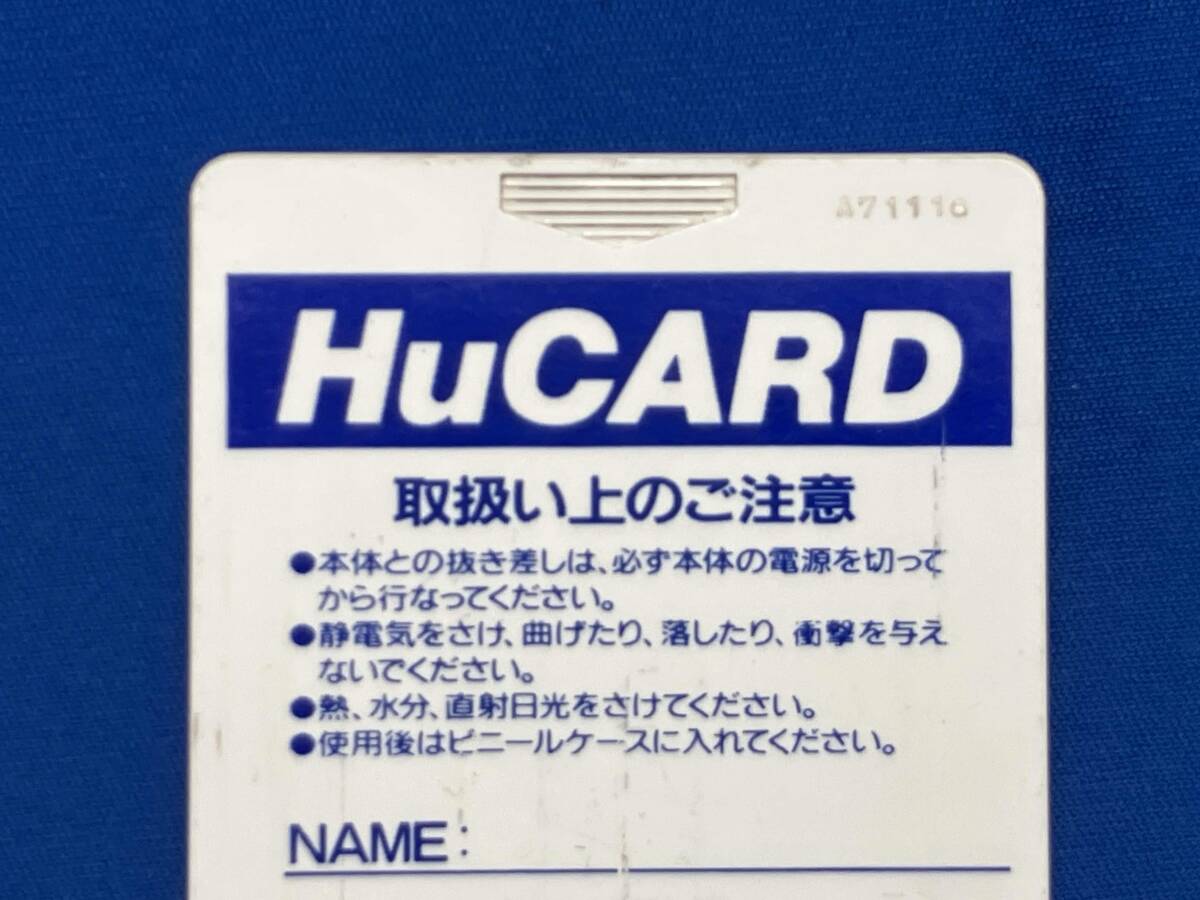 A71116
HuCARD
取扱い上のご注意
●本体との抜き差しは、必ず本体の電源を切って
から行なってください。
●静電気をさけ、曲げたり、落したり、衝撃を与え
ないでください。
●熱、水分、直射日光をさけてください。
●使用後はビニールケースに入れてください。
NAME: